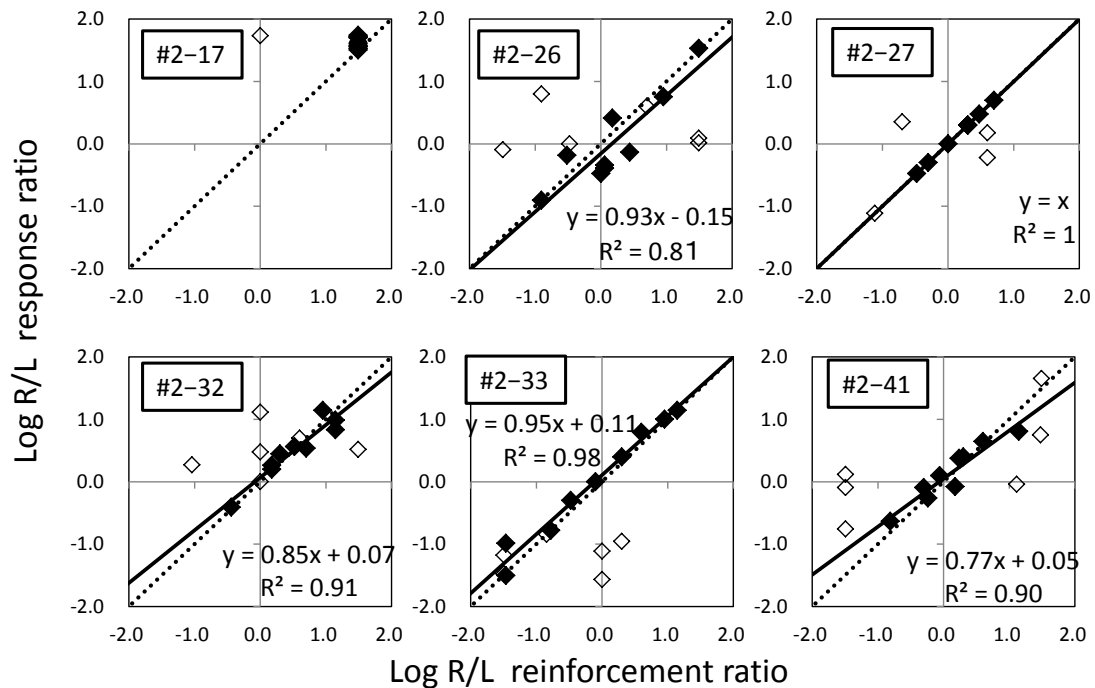 Log R/L response ratio
2.0
1.0
0.0
-1.0
-2.0
-2.0 -1.0 0.0 1.0 2.0
#2−17
2.0
1.0
0.0
-1.0
-2.0
-2.0 -1.0 0.0 1.0 2.0
#2−26
y = 0.93x - 0.15
R² = 0.81
2.0
1.0
0.0
-1.0
-2.0
-2.0 -1.0 0.0 1.0 2.0
#2−27
y = x
R² = 1
2.0
1.0
0.0
-1.0
-2.0
-2.0 -1.0 0.0 1.0 2.0
#2−32
y = 0.85x + 0.07
R² = 0.91
2.0
1.0
0.0
-1.0
-2.0
-2.0 -1.0 0.0 1.0 2.0
#2−33
y = 0.95x + 0.11
R² = 0.98
2.0
1.0
0.0
-1.0
-2.0
-2.0 -1.0 0.0 1.0 2.0
#2−41
y = 0.77x + 0.05
R² = 0.90
Log R/L reinforcement ratio